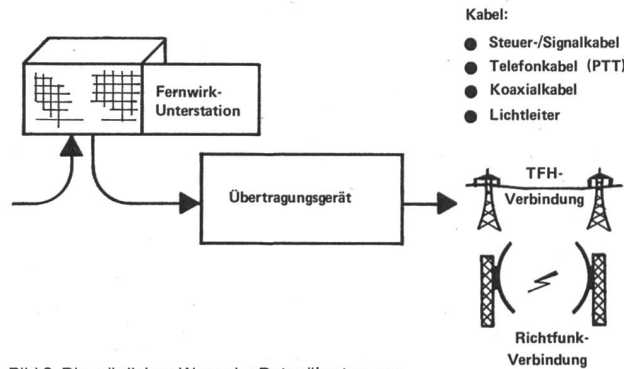 Kabel:
● Steuer-/Signalkabel
● Telefonkabel (PTT)
● Koaxialkabel
● Lichtleiter
Fernwirk-
Unterstation
Übertragungsgerät
TFH-
Verbindung
Richtfunk-
Verbindung